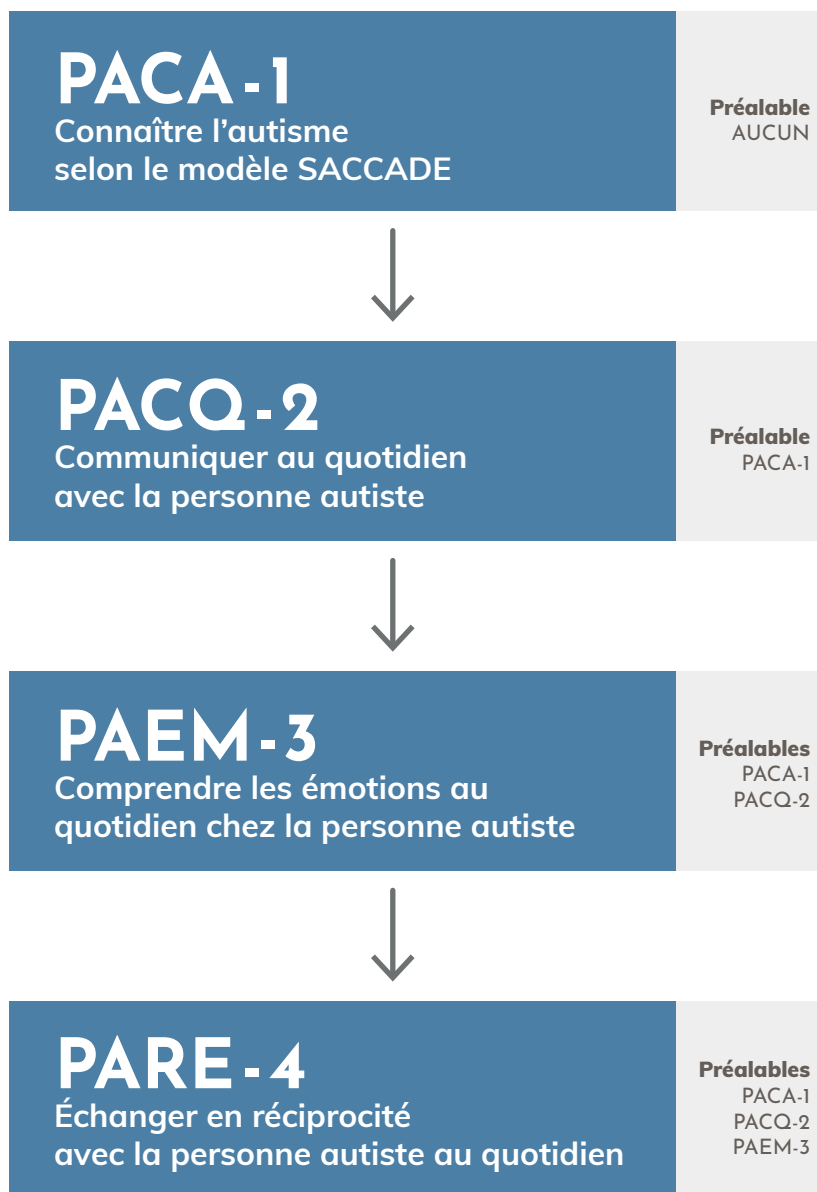 PACA-1
Connaître l’autisme
selon le modèle SACCADE
Préalable
AUCUN
PACQ-2
Communiquer au quotidien
avec la personne autiste
Préalable
PACA-1
PAEM-3
Comprendre les émotions au
quotidien chez la personne autiste
Préalables
PACA-1
PACQ-2
PARE-4
Échanger en réciprocité
avec la personne autiste au quotidien
Préalables
PACA-1
PACQ-2
PAEM-3